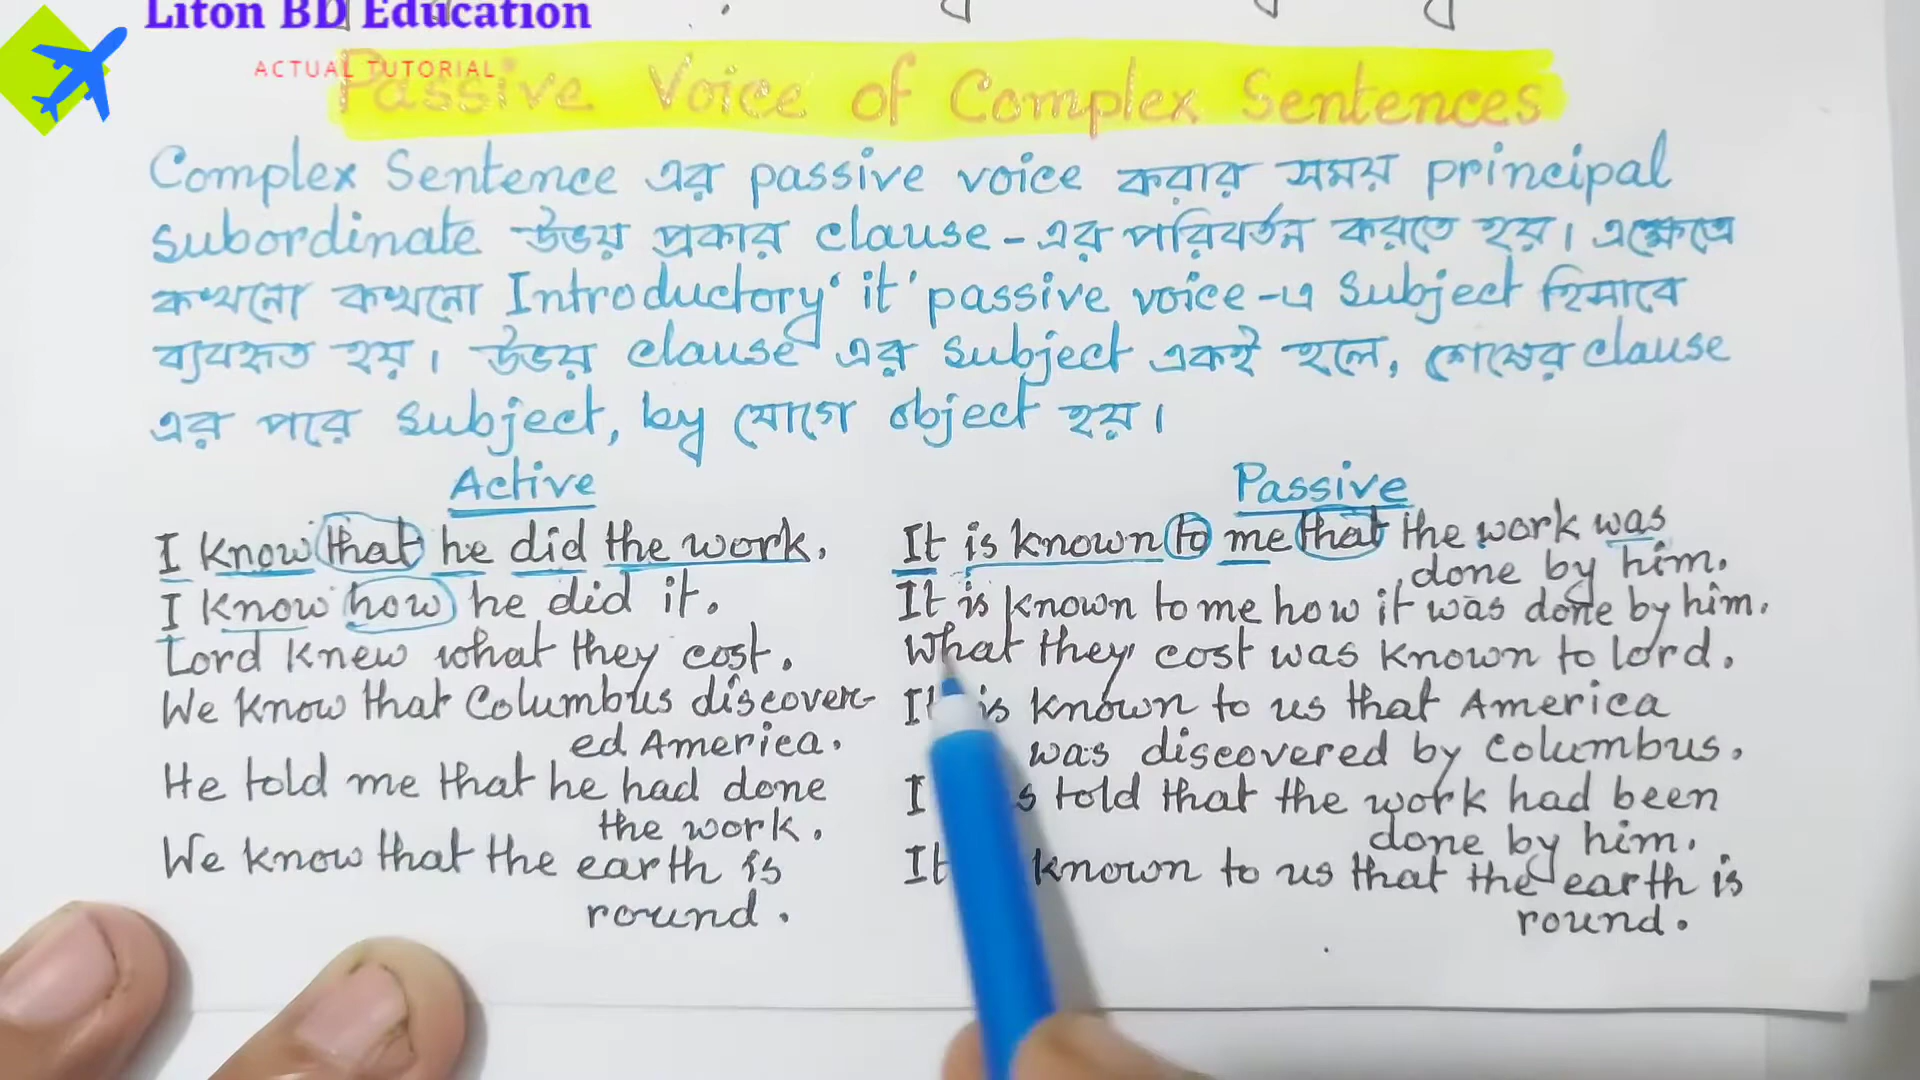 Liton BD Education
ACTUAL TUTORIAL
Passive Voice of Complex Sentences
Complex Sentence এর passive voice করার সময় principal
subordinate উভয় প্রকার clause-এর পরিবর্তন করতে হয়। এক্ষেত্রে
কখনো কখনো Introductory 'it' passive voice-এ subject হিসাবে
ব্যবহৃত হয়। উভয় clause এর subject একই হলে, শেষের clause
এর পরে subject, by যোগে object হয়।
Active
I know that he did the work.
I know how he did it.
Lord knew what they cost.
We know that Columbus discover-
ed America.
He told me that he had done
the work.
We know that the earth is
round.
Passive
It is known to me that the work was
done by him.
It is known to me how it was done by him.
What they cost was known to lord.
It is known to us that America
was discovered by Columbus.
I told that the work had been
done by him.
It known to us that the earth is
round.